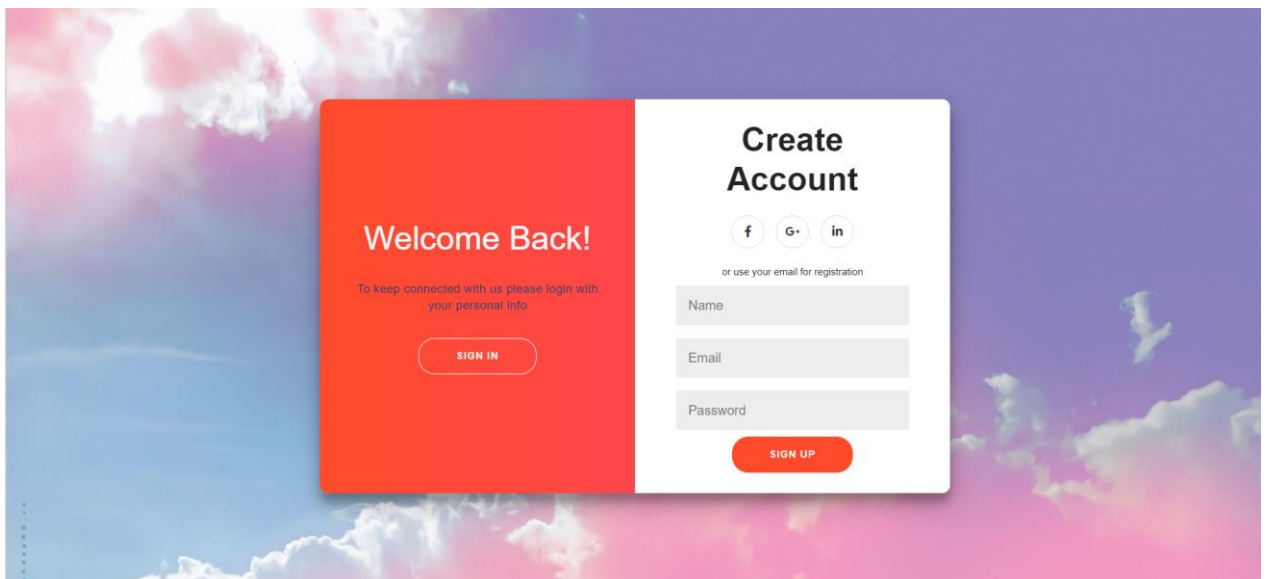 Welcome Back!
To keep connected with us please login with
your personal info
SIGN IN
Create
Account
f
G+
in
or use your email for registration
Name
Email
Password
SIGN UP